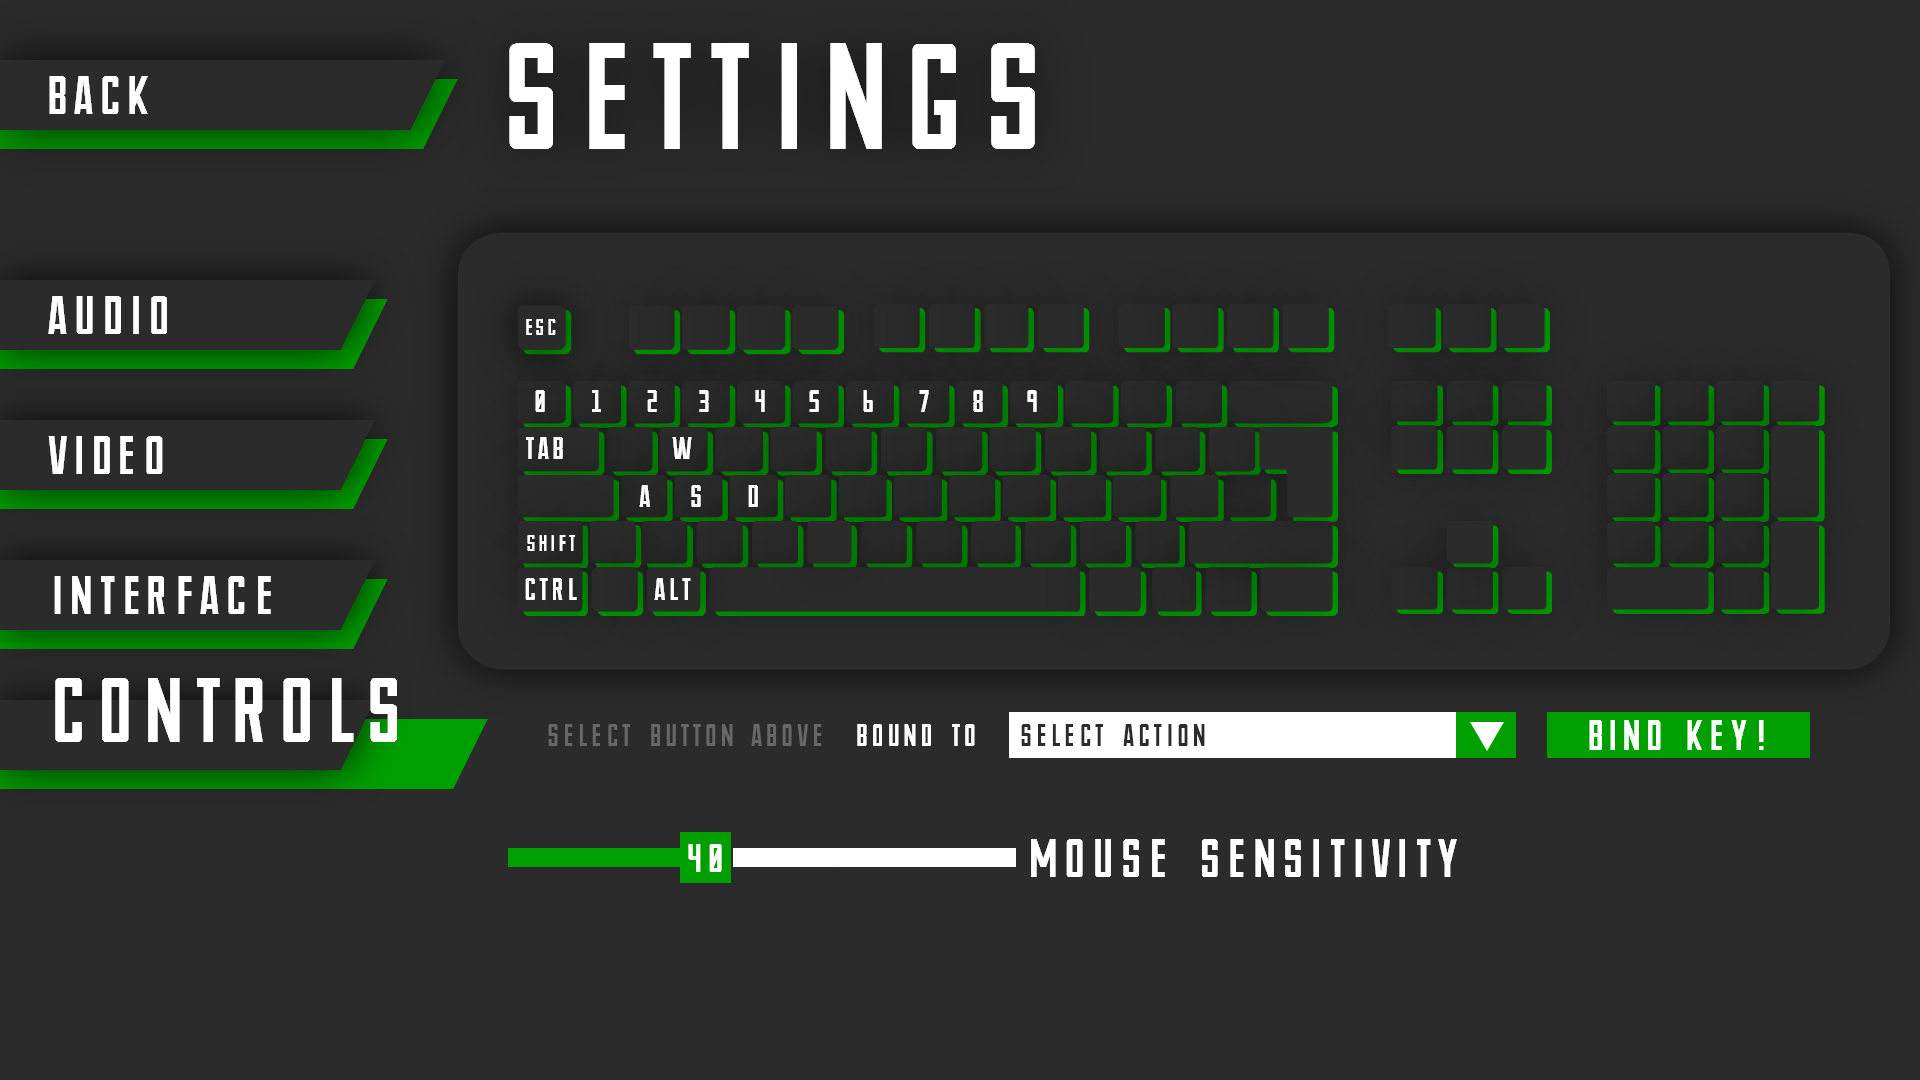 SETTINGS
BACK
AUDIO
VIDEO
INTERFACE
CONTROLS
ESC
0 1 2 3 4 5 6 7 8 9
TAB W
A S D
SHIFT
CTRL ALT
SELECT BUTTON ABOVE BOUND TO SELECT ACTION BIND KEY!
40 MOUSE SENSITIVITY